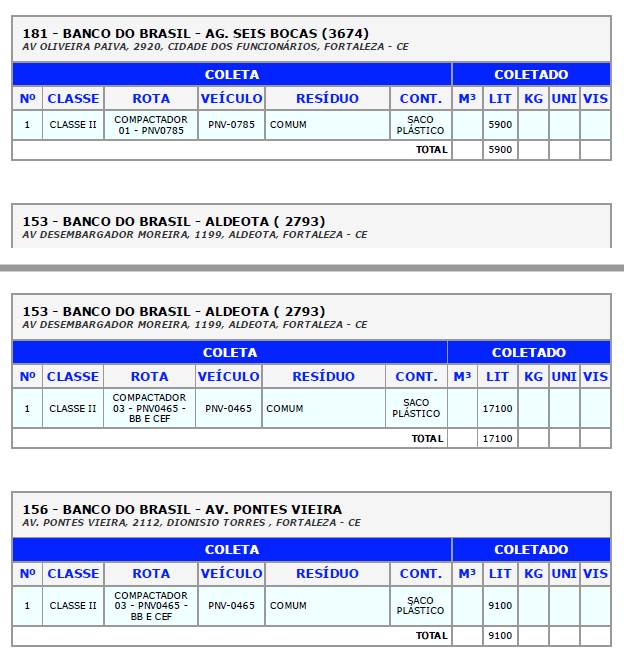 181 - BANCO DO BRASIL - AG. SEIS BOCAS (3674)
AV OLIVEIRA PAIVA, 2920, CIDADE DOS FUNCIONÁRIOS, FORTALEZA - CE
COLETA COLETADO
Nº CLASSE ROTA VEÍCULO RESÍDUO CONT. M³ LIT KG UNI VIS
1 CLASSE II COMPACTADOR 01 - PNV0785 PNV-0785 COMUM SACO PLÁSTICO 5900
TOTAL 5900
153 - BANCO DO BRASIL - ALDEOTA ( 2793)
AV DESEMBARGADOR MOREIRA, 1199, ALDEOTA, FORTALEZA - CE
153 - BANCO DO BRASIL - ALDEOTA ( 2793)
AV DESEMBARGADOR MOREIRA, 1199, ALDEOTA, FORTALEZA - CE
COLETA COLETADO
Nº CLASSE ROTA VEÍCULO RESÍDUO CONT. M³ LIT KG UNI VIS
1 CLASSE II COMPACTADOR 03 - PNV0465 - BB E CEF PNV-0465 COMUM SACO PLÁSTICO 17100
TOTAL 17100
156 - BANCO DO BRASIL - AV. PONTES VIEIRA
AV. PONTES VIEIRA, 2112, DIONISIO TORRES , FORTALEZA - CE
COLETA COLETADO
Nº CLASSE ROTA VEÍCULO RESÍDUO CONT. M³ LIT KG UNI VIS
1 CLASSE II COMPACTADOR 03 - PNV0465 - BB E CEF PNV-0465 COMUM SACO PLÁSTICO 9100
TOTAL 9100